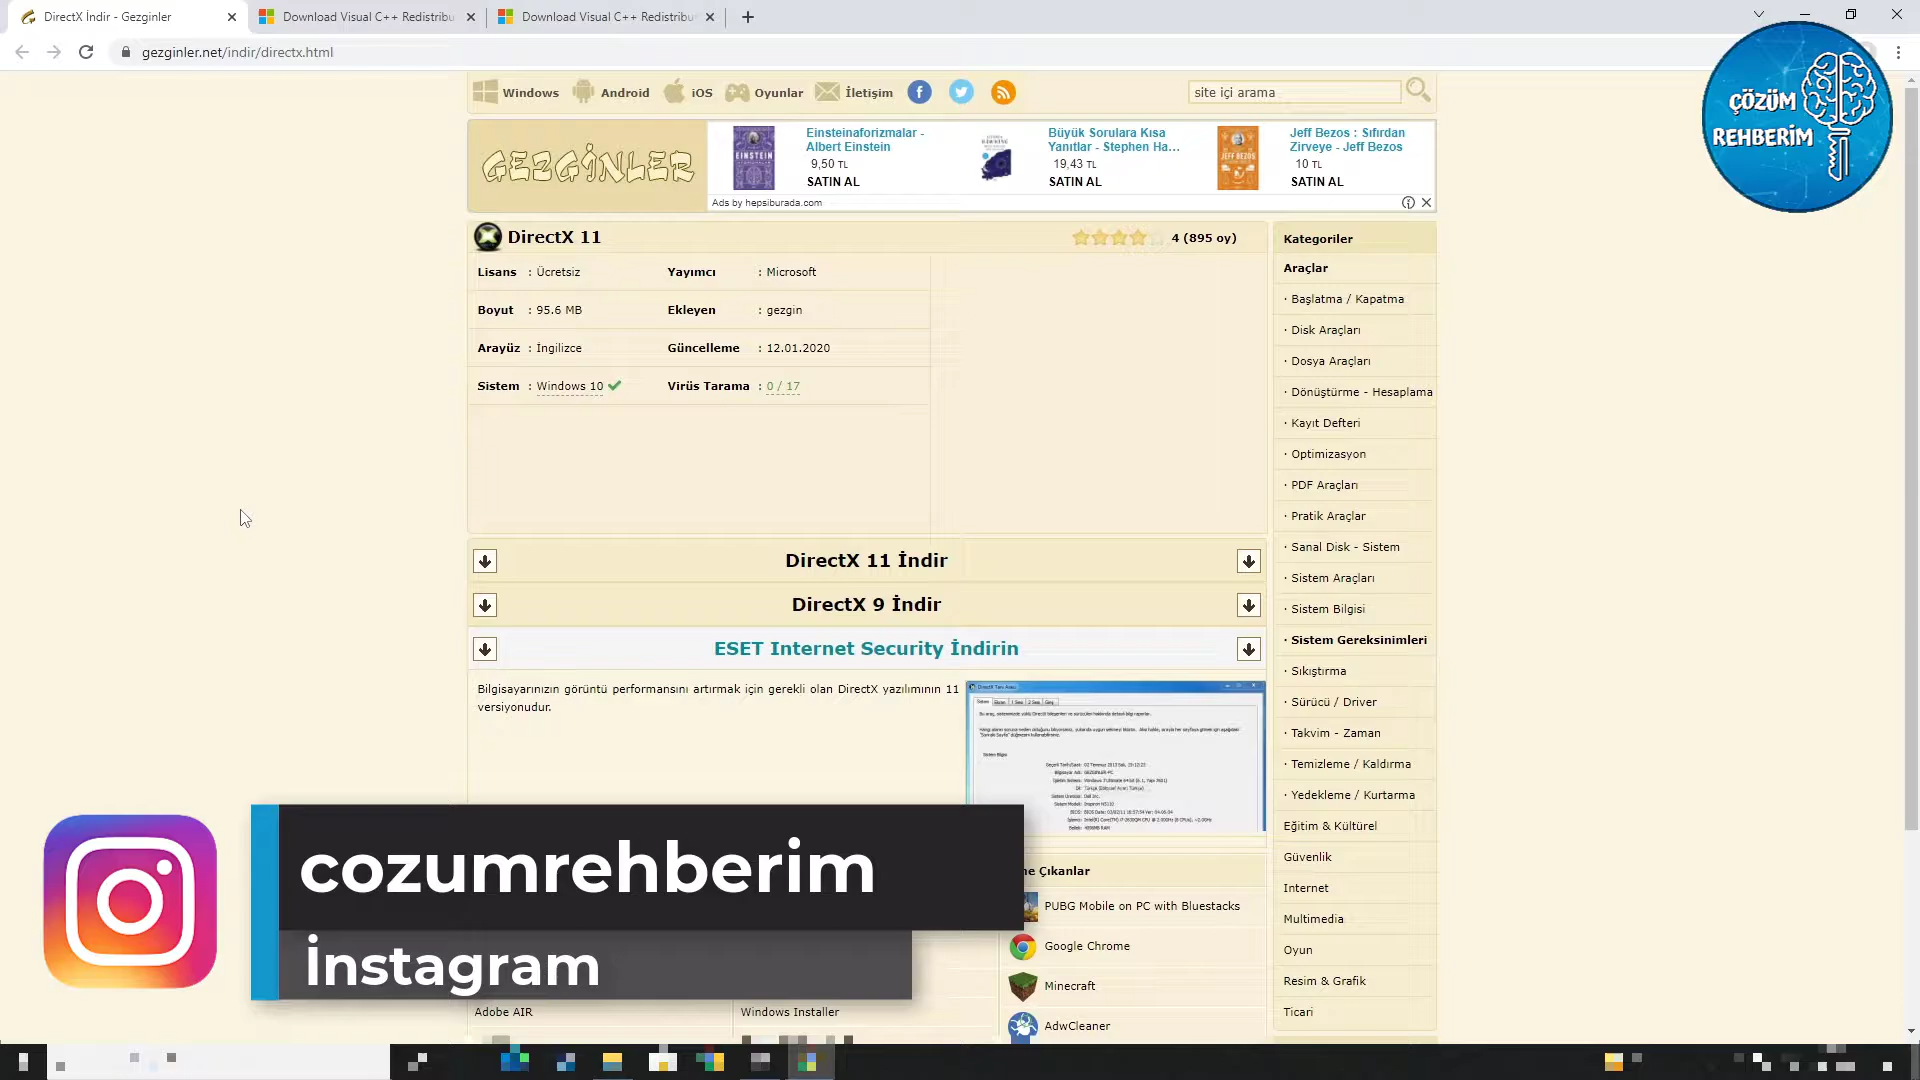 DirectX İndir - Gezginler
Download Visual C++ Redistribu
Download Visual C++ Redistribu
gezginler.net/indir/directx.html
Windows Android iOS Oyunlar İletişim
site içi arama
GEZGİNLER
Einsteinaforizmalar -
Albert Einstein
9,50 TL
SATIN AL
Büyük Sorulara Kısa
Yanıtlar - Stephen Ha...
19,43 TL
SATIN AL
Jeff Bezos : Sıfırdan
Zirveye - Jeff Bezos
10 TL
SATIN AL
EINSTEIN
JEFF BEZOS
Ads by hepsiburada.com
ÇÖZÜM
REHBERİM
DirectX 11
4 (895 oy)
Lisans : Ücretsiz Yayımcı : Microsoft
Boyut : 95.6 MB Ekleyen : gezgin
Arayüz : İngilizce Güncelleme : 12.01.2020
Sistem : Windows 10 Virüs Tarama : 0 / 17
DirectX 11 İndir
DirectX 9 İndir
ESET Internet Security İndirin
Bilgisayarınızın görüntü performansını artırmak için gerekli olan DirectX yazılımının 11
versiyonudur.
Kategoriler
Araçlar
· Başlatma / Kapatma
· Disk Araçları
· Dosya Araçları
· Dönüştürme - Hesaplama
· Kayıt Defteri
· Optimizasyon
· PDF Araçları
· Pratik Araçlar
· Sanal Disk - Sistem
· Sistem Araçları
· Sistem Bilgisi
· Sistem Gereksinimleri
· Sıkıştırma
· Sürücü / Driver
· Takvim - Zaman
· Temizleme / Kaldırma
· Yedekleme / Kurtarma
Eğitim & Kültürel
Güvenlik
Internet
Multimedia
Oyun
Resim & Grafik
Ticari
ne Çıkanlar
PUBG Mobile on PC with Bluestacks
Google Chrome
Minecraft
AdwCleaner
cozumrehberim
İnstagram
Adobe AIR
Windows Installer